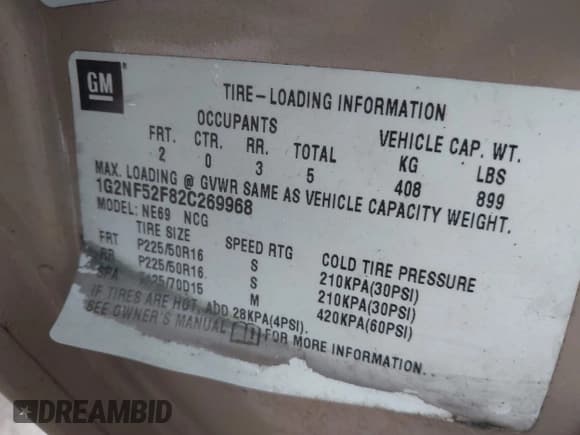 GM®
TIRE-LOADING INFORMATION
OCCUPANTS VEHICLE CAP. WT.
FRT. CTR. RR. TOTAL KG LBS
2 0 3 5 408 899
MAX. LOADING @ GVWR SAME AS VEHICLE CAPACITY WEIGHT.
1G2NF52F82C269968
MODEL: NE69 NCG
TIRE SIZE SPEED RTG COLD TIRE PRESSURE
FRT P225/50R16 S 210KPA(30PSI)
RR P225/50R16 S 210KPA(30PSI)
SPA /70D15 M 420KPA(60PSI)
IF TIRES ARE HOT, ADD 28KPA(4PSI).
SEE OWNER'S MANUAL FOR MORE INFORMATION.
DREAMBID